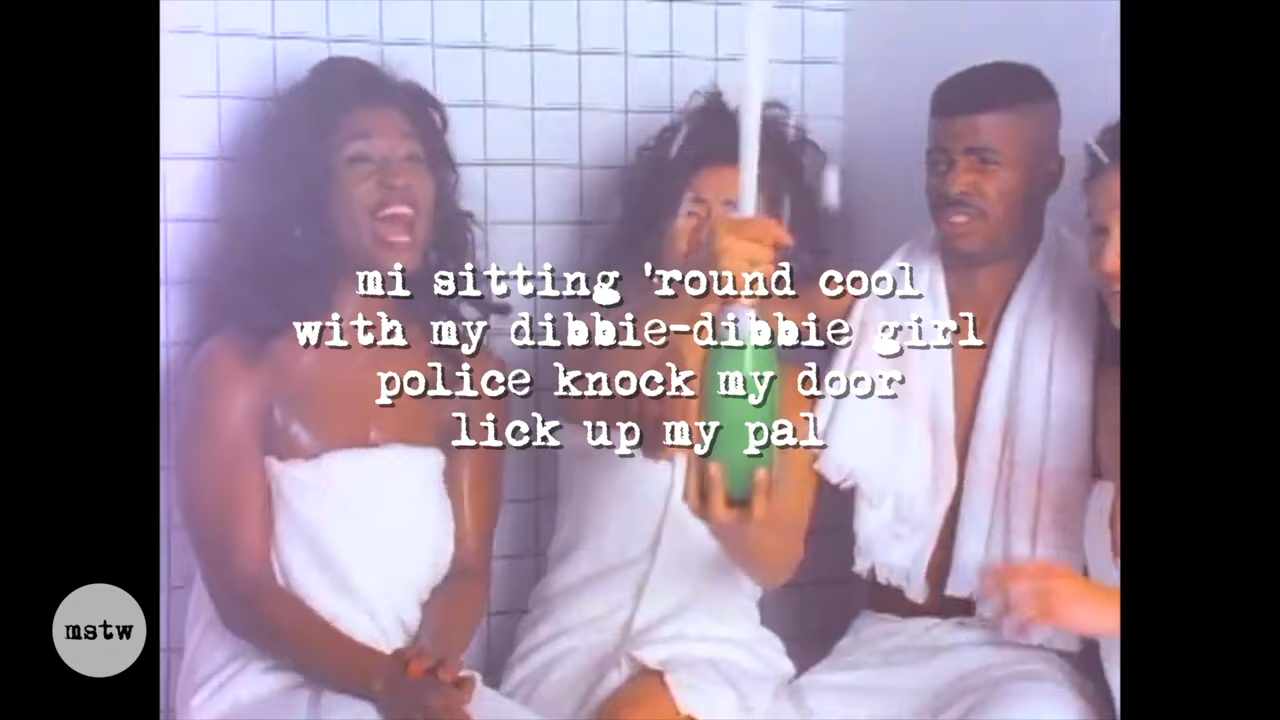 mi sitting 'round cool
with my dibbie-dibbie girl
police knock my door
lick up my pal
mstw